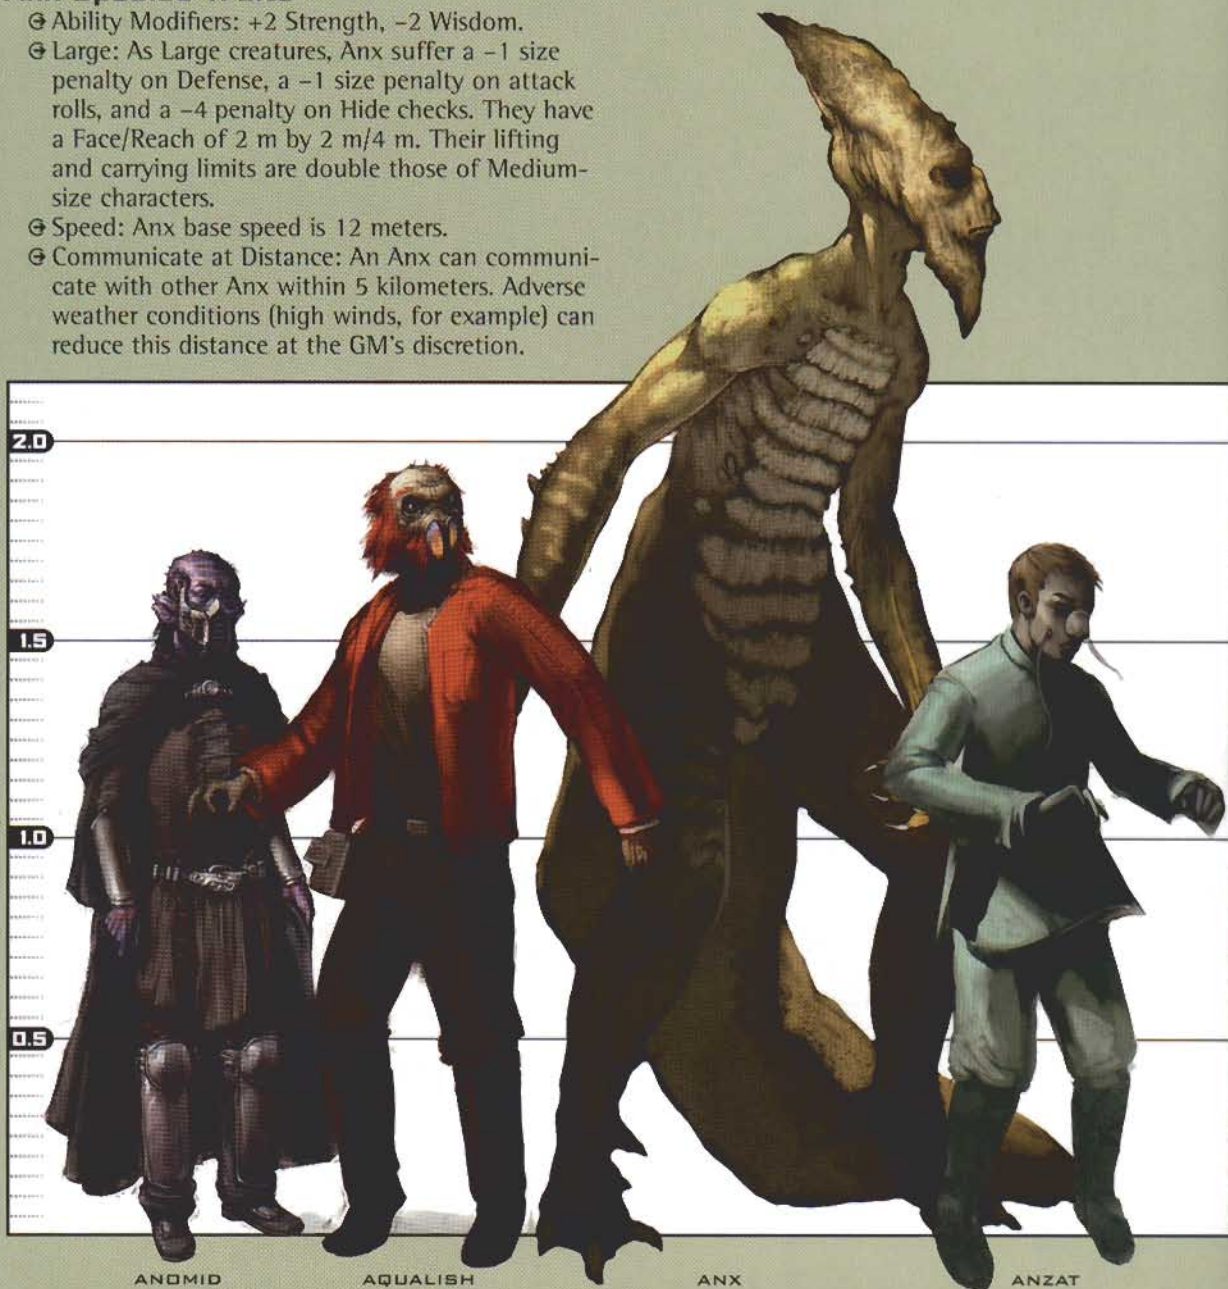 Ability Modifiers: +2 Strength, −2 Wisdom.
Large: As Large creatures, Anx suffer a −1 size
penalty on Defense, a −1 size penalty on attack
rolls, and a −4 penalty on Hide checks. They have
a Face/Reach of 2 m by 2 m/4 m. Their lifting
and carrying limits are double those of Medium-
size characters.
Speed: Anx base speed is 12 meters.
Communicate at Distance: An Anx can communi-
cate with other Anx within 5 kilometers. Adverse
weather conditions (high winds, for example) can
reduce this distance at the GM's discretion.
2.0
1.5
1.0
0.5
ANOMID
AQUALISH
ANX
ANZAT